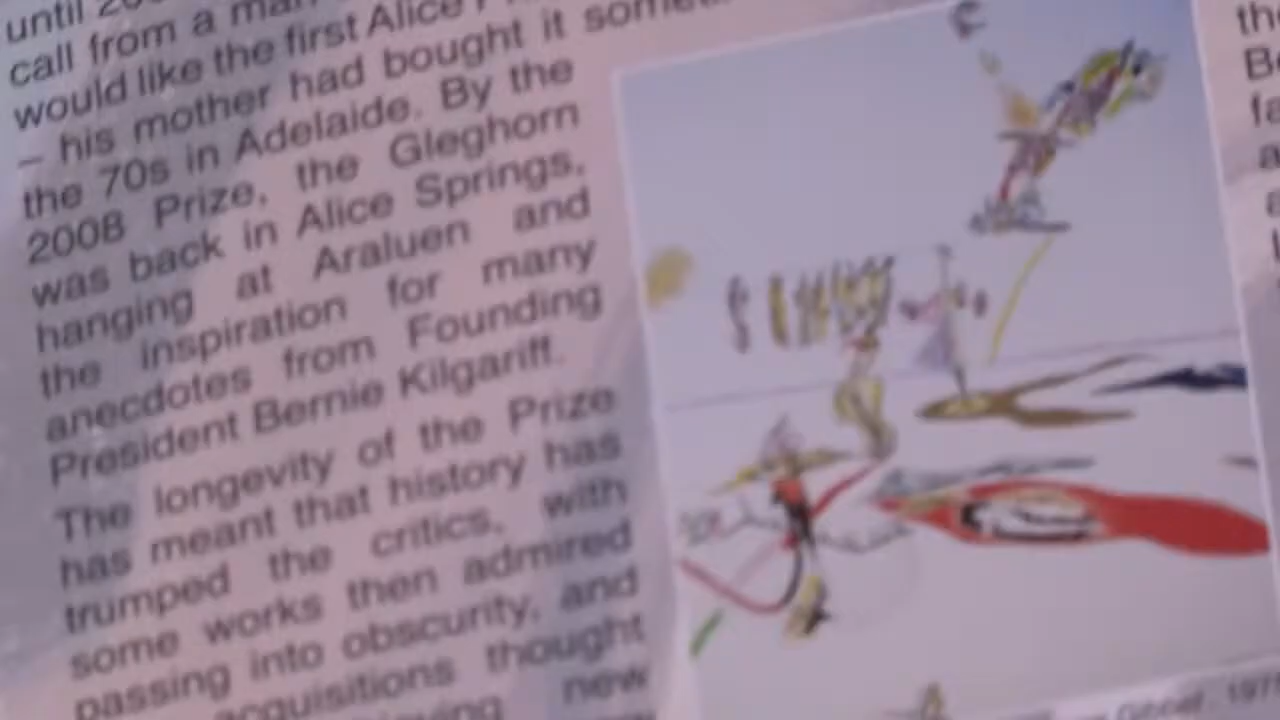 until
call from a man
would like the first Alice
– his mother had bought it
the 70s in Adelaide. By the
2008 Prize, the Gleghorn
was back in Alice Springs,
hanging at Araluen and
the inspiration for many
anecdotes from Founding
President Bernie Kilgariff.
The longevity of the Prize
has meant that history has
trumped the critics, with
some works then admired
passing into obscurity, and
acquisitions thought
new